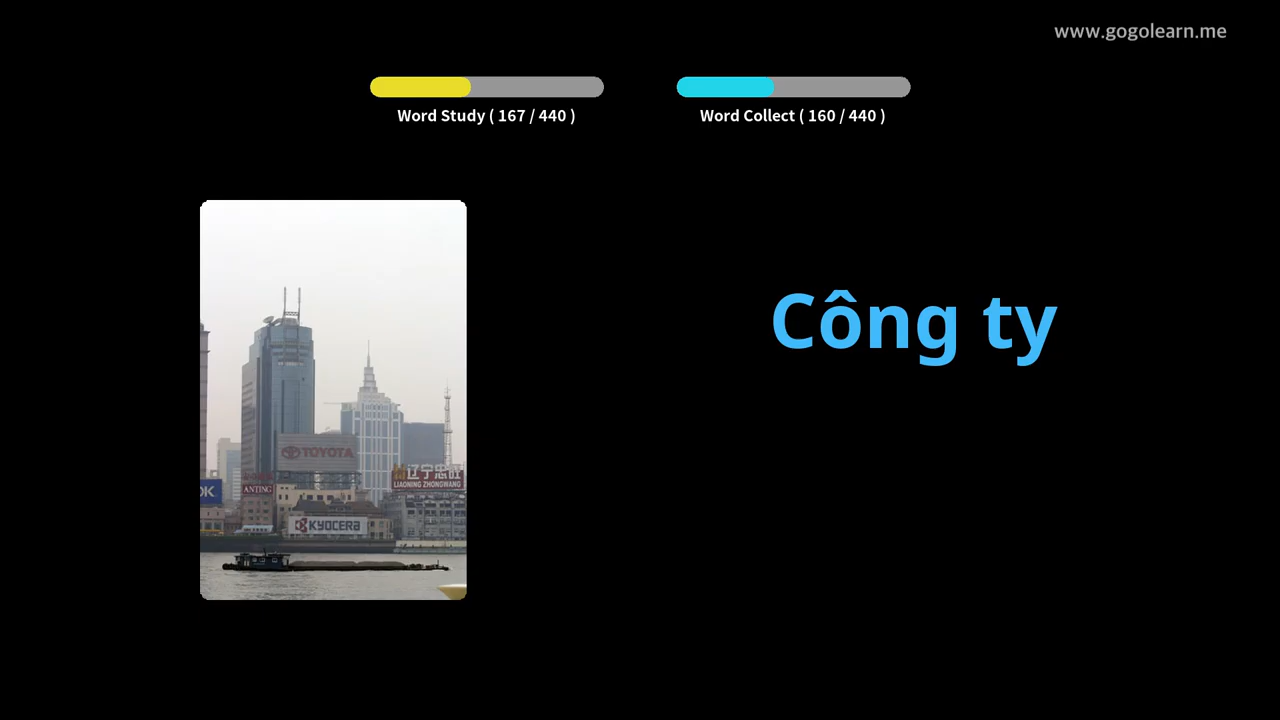 www.gogolearn.me
Word Study ( 167 / 440 )
Word Collect ( 160 / 440 )
Công ty
TOYOTA
辽宁忠旺
LIAONING ZHONGWANG
OK
ANTING
KYOCERA